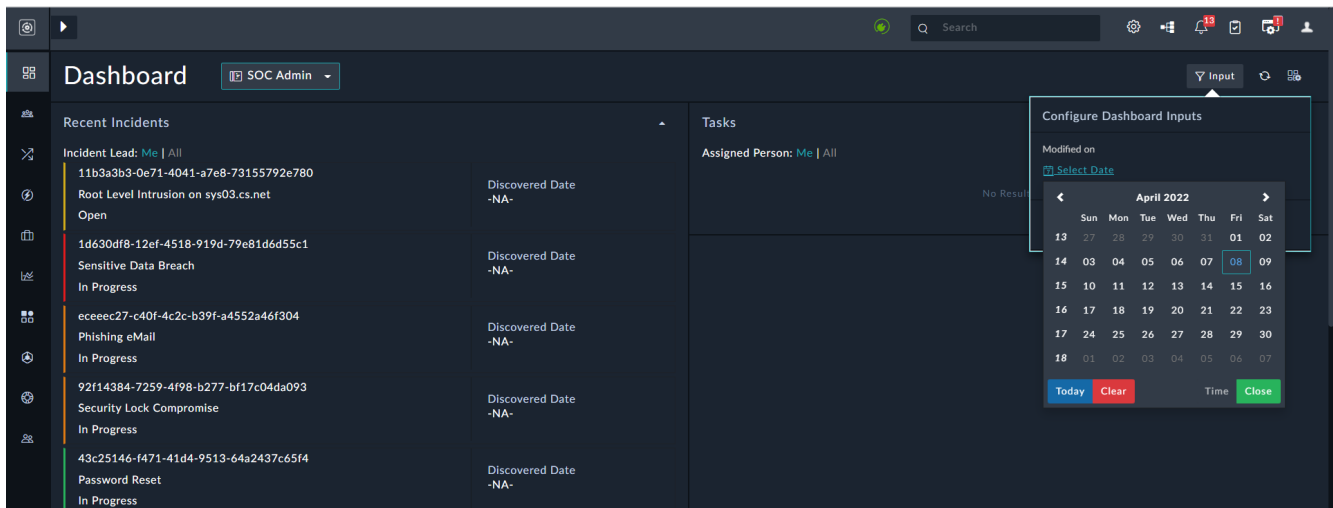 Search
13
!
Dashboard
SOC Admin
Input
Recent Incidents
Incident Lead: Me | All
11b3a3b3-0e71-4041-a7e8-73155792e780
Root Level Intrusion on sys03.cs.net
Open
Discovered Date
-NA-
1d630df8-12ef-4518-919d-79e81d6d55c1
Sensitive Data Breach
In Progress
Discovered Date
-NA-
eceeec27-c40f-4c2c-b39f-a4552a46f304
Phishing eMail
In Progress
Discovered Date
-NA-
92f14384-7259-4f98-b277-bf17c04da093
Security Lock Compromise
In Progress
Discovered Date
-NA-
43c25146-f471-41d4-9513-64a2437c65f4
Password Reset
In Progress
Discovered Date
-NA-
Tasks
Assigned Person: Me | All
No Result
Configure Dashboard Inputs
Modified on
Select Date
April 2022
Sun Mon Tue Wed Thu Fri Sat
13 27 28 29 30 31 01 02
14 03 04 05 06 07 08 09
15 10 11 12 13 14 15 16
16 17 18 19 20 21 22 23
17 24 25 26 27 28 29 30
18 01 02 03 04 05 06 07
Today Clear Time Close